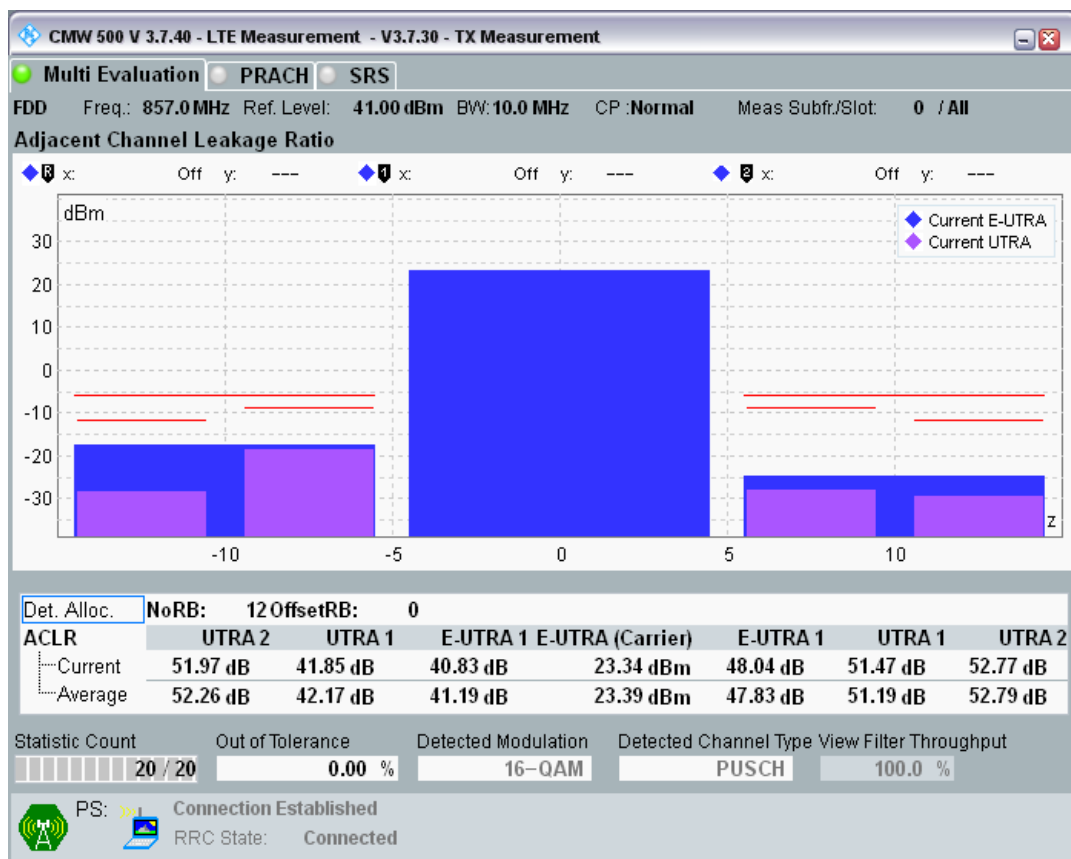 CMW 500 V 3.7.40 - LTE Measurement - V3.7.30 - TX Measurement
Multi Evaluation PRACH SRS
FDD Freq.: 857.0 MHz Ref. Level: 41.00 dBm BW: 10.0 MHz CP :Normal Meas Subfr./Slot: 0 / All
Adjacent Channel Leakage Ratio
R x: Off y: --- 1 x: Off y: --- 2 x: Off y: ---
dBm
Current E-UTRA
Current UTRA
30
20
10
0
-10
-20
-30
z
-10 -5 0 5 10
Det. Alloc. NoRB: 12 OffsetRB: 0
ACLR UTRA 2 UTRA 1 E-UTRA 1 E-UTRA (Carrier) E-UTRA 1 UTRA 1 UTRA 2
Current 51.97 dB 41.85 dB 40.83 dB 23.34 dBm 48.04 dB 51.47 dB 52.77 dB
Average 52.26 dB 42.17 dB 41.19 dB 23.39 dBm 47.83 dB 51.19 dB 52.79 dB
Statistic Count Out of Tolerance Detected Modulation Detected Channel Type View Filter Throughput
20 / 20 0.00 % 16-QAM PUSCH 100.0 %
PS: Connection Established
RRC State: Connected